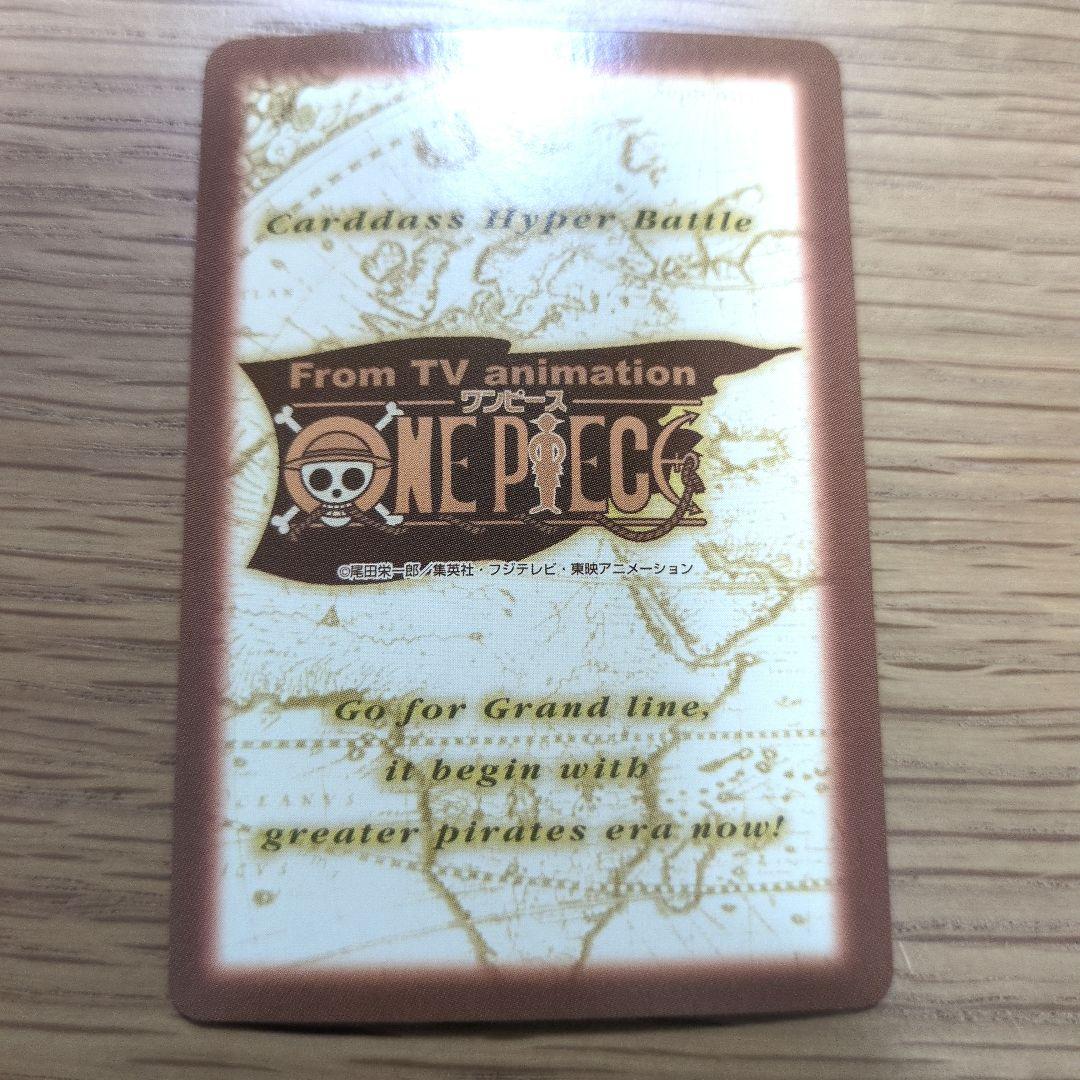 Carddass Hyper Battle
From TV animation
ワンピース
ONE PIECE
©尾田栄一郎／集英社・フジテレビ・東映アニメーション
Go for Grand line,
it begin with
greater pirates era now!